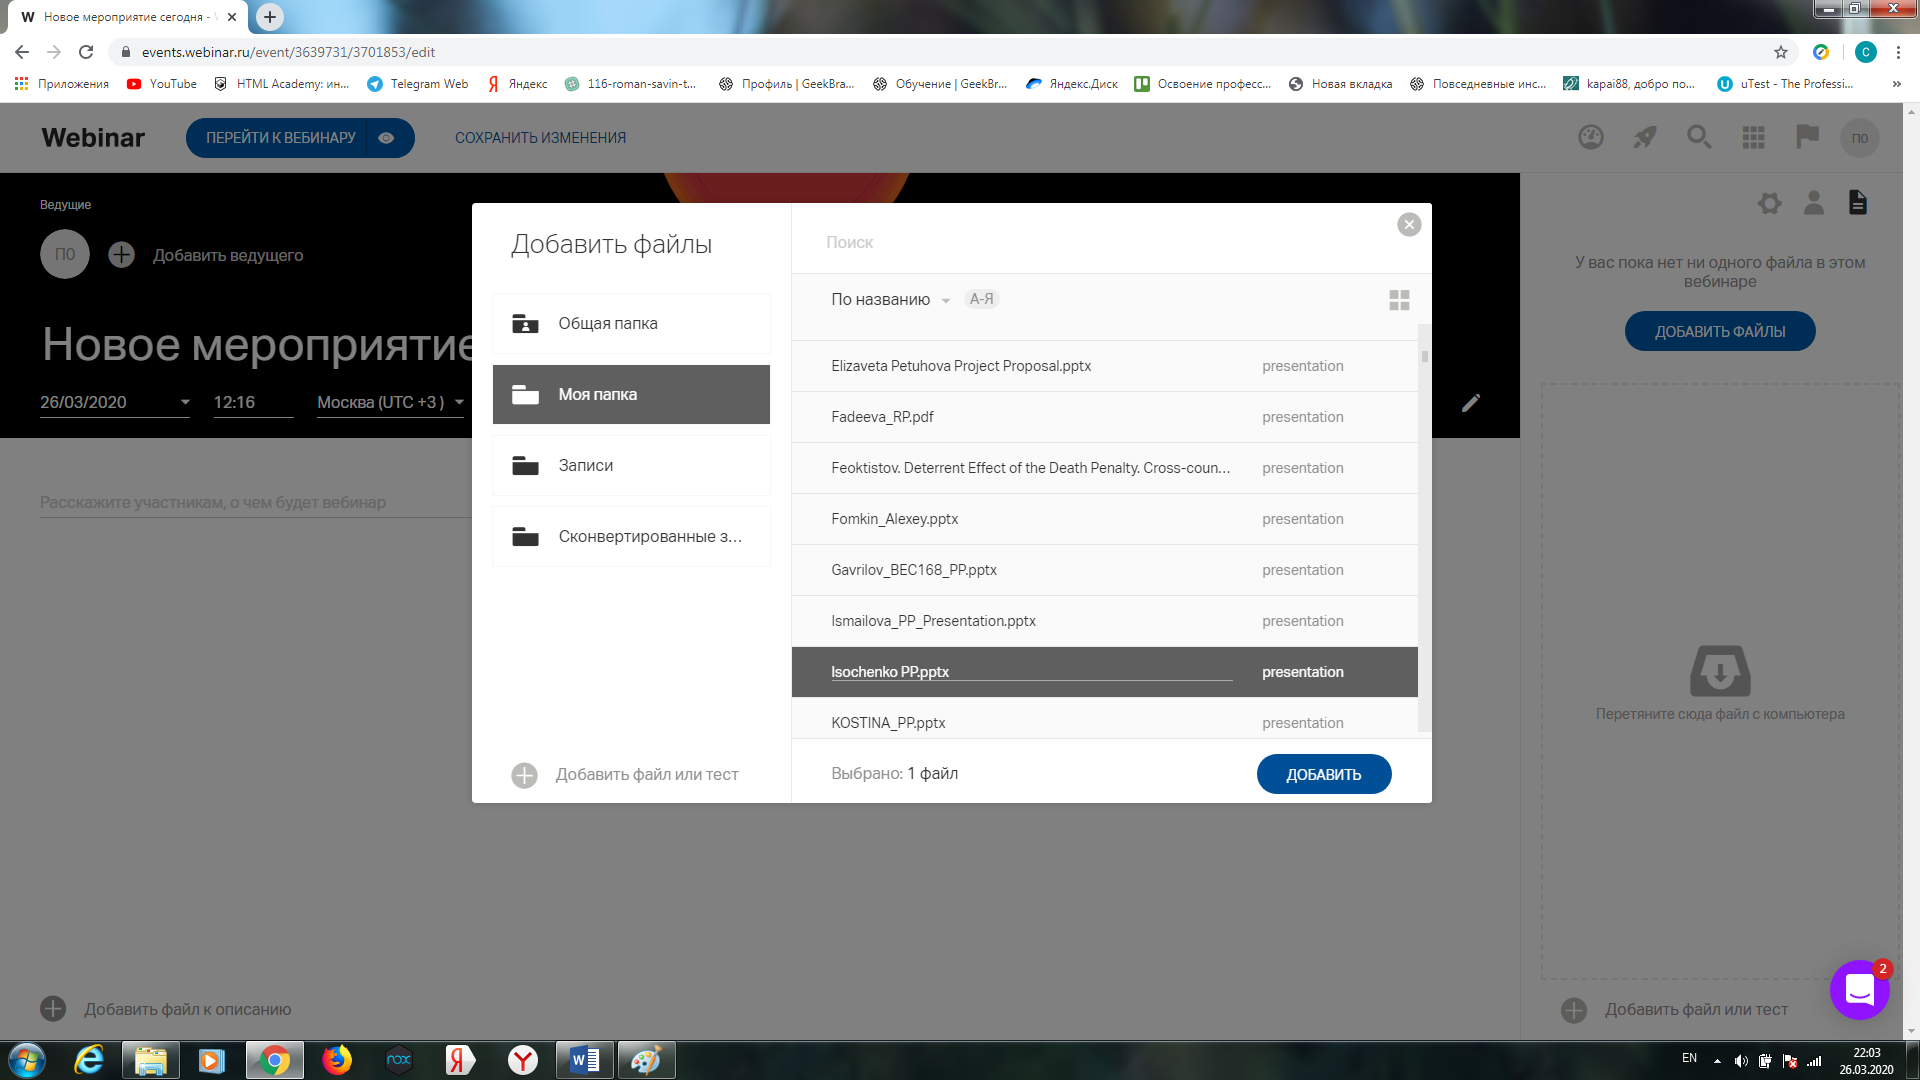 Новое мероприятие сегодня -
events.webinar.ru/event/3639731/3701853/edit
С
Приложения YouTube HTML Academy: ин... Telegram Web Яндекс 116-roman-savin-t... Профиль | GeekBra... Обучение | GeekBr... Яндекс.Диск Освоение професс... Новая вкладка Повседневные инс... kapai88, добро по... uTest - The Professi... »
Webinar ПЕРЕЙТИ К ВЕБИНАРУ СОХРАНИТЬ ИЗМЕНЕНИЯ П0
Ведущие
П0 Добавить ведущего
Новое мероприятие
26/03/2020 12:16 Москва (UTC +3 )
Расскажите участникам, о чем будет вебинар
Добавить файл к описанию
Добавить файлы
Общая папка
Моя папка
Записи
Сконвертированные з...
Добавить файл или тест
Поиск
По названию А-Я
Elizaveta Petuhova Project Proposal.pptx presentation
Fadeeva_RP.pdf presentation
Feoktistov. Deterrent Effect of the Death Penalty. Cross-coun... presentation
Fomkin_Alexey.pptx presentation
Gavrilov_BEC168_PP.pptx presentation
Ismailova_PP_Presentation.pptx presentation
Isochenko PP.pptx presentation
KOSTINA_PP.pptx presentation
Выбрано: 1 файл ДОБАВИТЬ
У вас пока нет ни одного файла в этом
вебинаре
ДОБАВИТЬ ФАЙЛЫ
Перетяните сюда файл с компьютера
2
Добавить файл или тест
nox
EN
22:03
26.03.2020